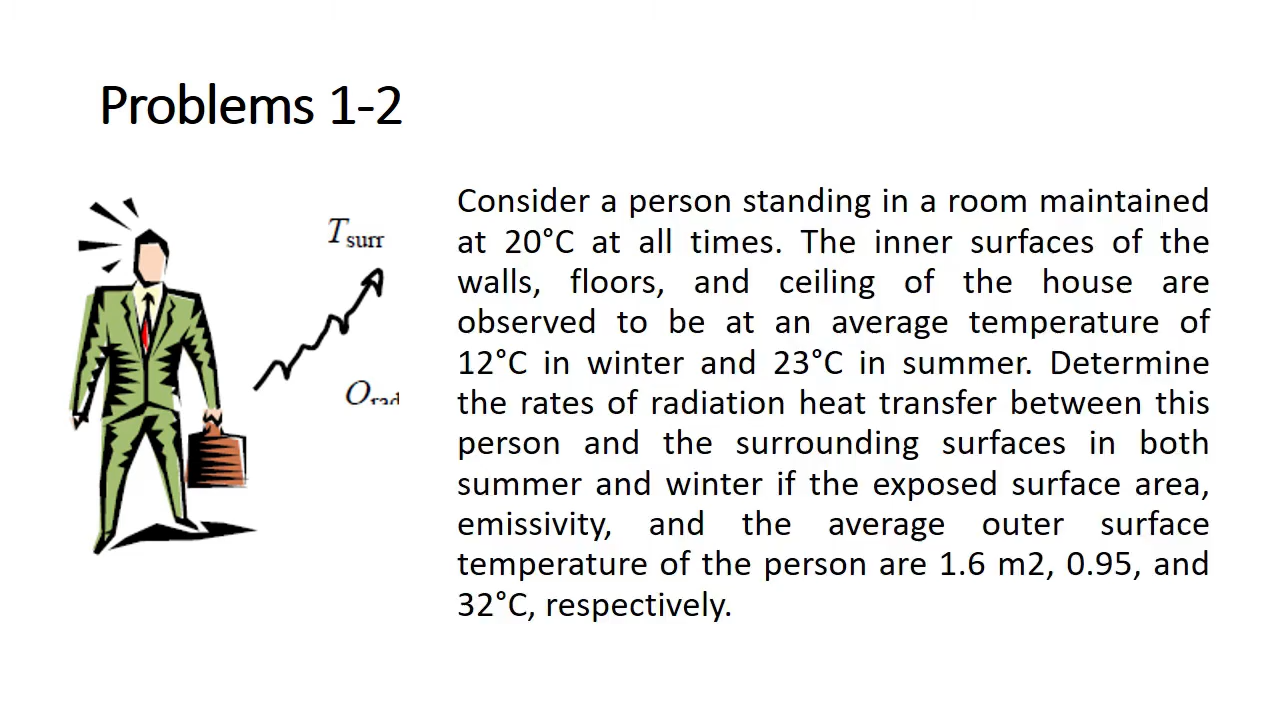 Problems 1-2
T surr
Consider a person standing in a room maintained
at 20°C at all times. The inner surfaces of the
walls, floors, and ceiling of the house are
observed to be at an average temperature of
12°C in winter and 23°C in summer. Determine
the rates of radiation heat transfer between this
person and the surrounding surfaces in both
summer and winter if the exposed surface area,
emissivity, and the average outer surface
temperature of the person are 1.6 m2, 0.95, and
32°C, respectively.